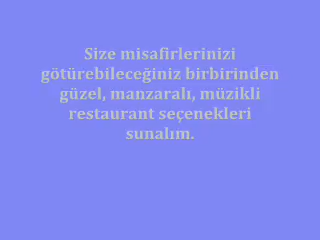 Size misafirlerinizi
götürebileceğiniz birbirinden
güzel, manzaralı, müzikli
restaurant seçenekleri
sunalım.